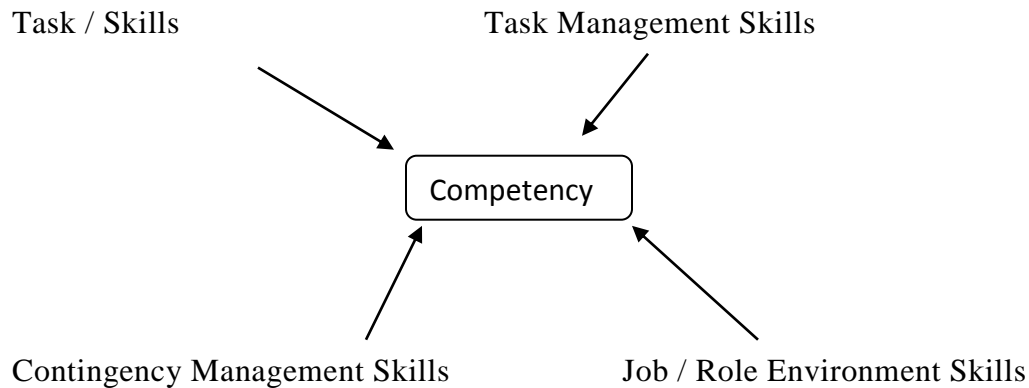 Task / Skills
Task Management Skills
Competency
Contingency Management Skills
Job / Role Environment Skills